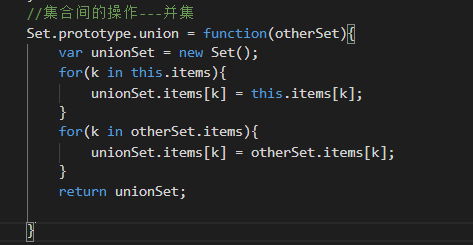 //集合间的操作---并集
Set.prototype.union = function(otherSet){
    var unionSet = new Set();
    for(k in this.items){
        unionSet.items[k] = this.items[k];
    }
    for(k in otherSet.items){
        unionSet.items[k] = otherSet.items[k];
    }
    return unionSet;
}